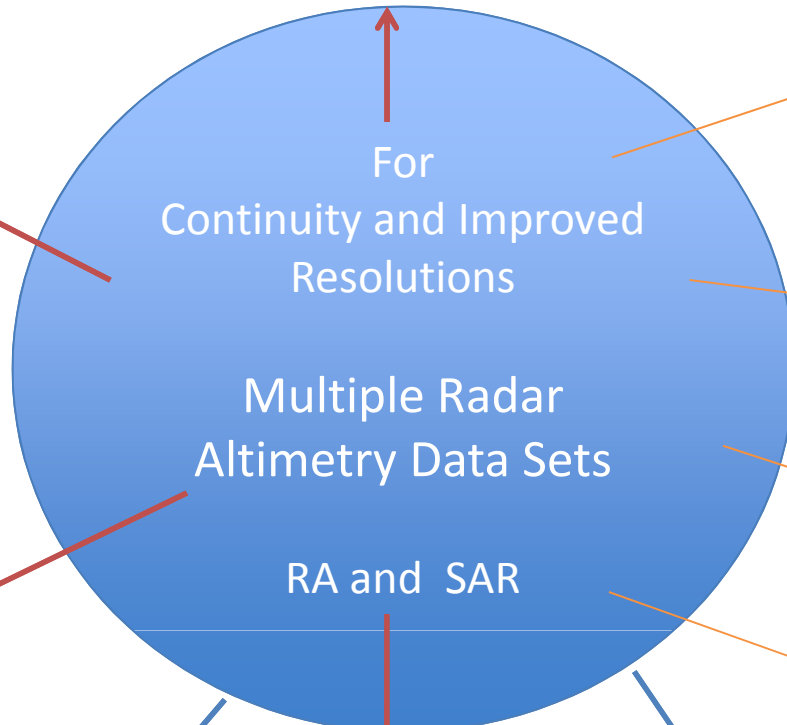 For
Continuity and Improved
Resolutions
Multiple Radar
Altimetry Data Sets
RA and  SAR